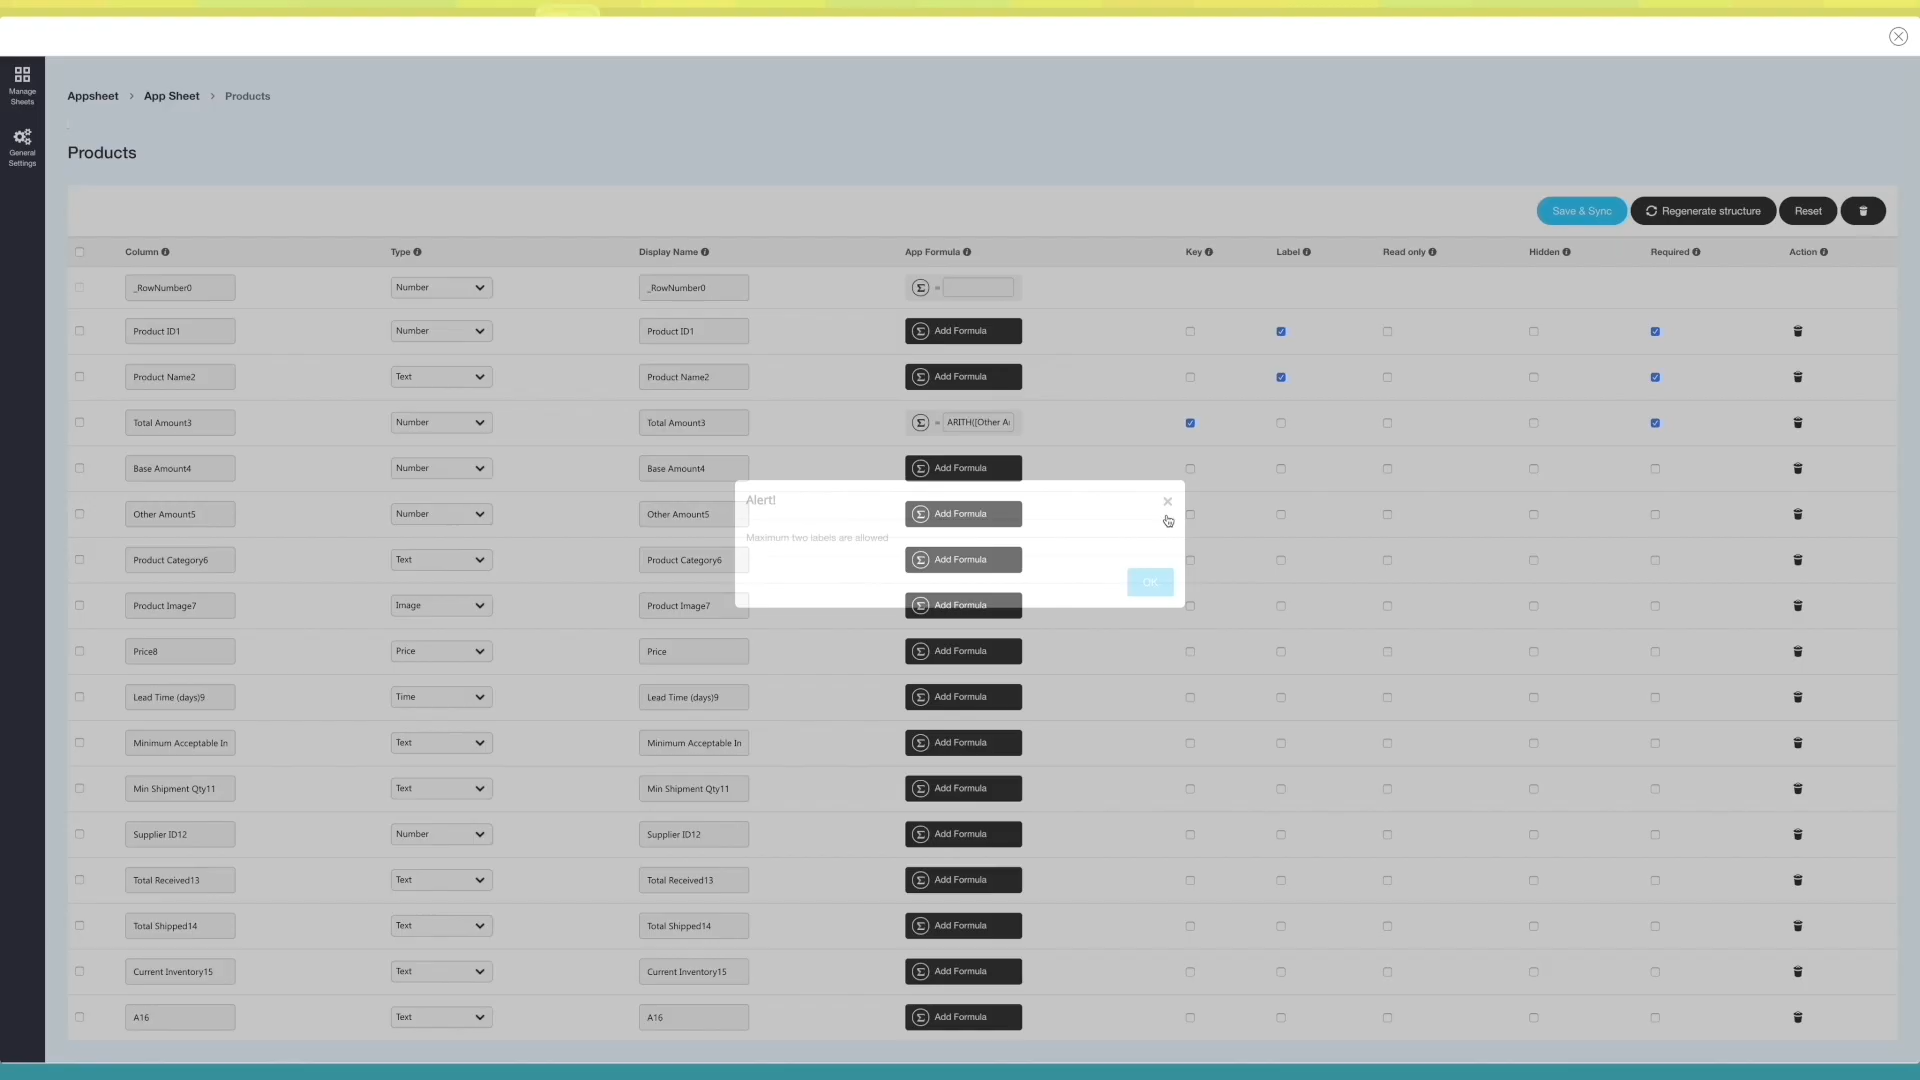 Manage
Sheets
General
Settings
Appsheet > App Sheet > Products
Products
Save & Sync Regenerate structure Reset
Column Type Display Name App Formula Key Label Read only Hidden Required Action
_RowNumber0 Number _RowNumber0 Σ =
Product ID1 Number Product ID1 Σ Add Formula
Product Name2 Text Product Name2 Σ Add Formula
Total Amount3 Number Total Amount3 Σ = ARITH([Other A
Base Amount4 Number Base Amount4 Σ Add Formula
Alert!
Other Amount5 Number Other Amount5 Σ Add Formula
Maximum two labels are allowed
Product Category6 Text Product Category6 Σ Add Formula
OK
Product Image7 Image Product Image7 Σ Add Formula
Price8 Price Price Σ Add Formula
Lead Time (days)9 Time Lead Time (days)9 Σ Add Formula
Minimum Acceptable In Text Minimum Acceptable In Σ Add Formula
Min Shipment Qty11 Text Min Shipment Qty11 Σ Add Formula
Supplier ID12 Number Supplier ID12 Σ Add Formula
Total Received13 Text Total Received13 Σ Add Formula
Total Shipped14 Text Total Shipped14 Σ Add Formula
Current Inventory15 Text Current Inventory15 Σ Add Formula
A16 Text A16 Σ Add Formula